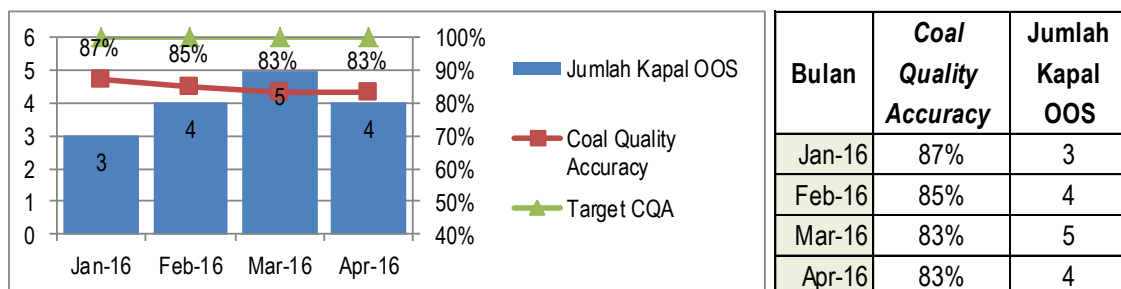 6
5
4
3
2
1
0
87%
85%
83%
83%
3
4
5
4
100%
90%
80%
70%
60%
50%
40%
Jan-16 Feb-16 Mar-16 Apr-16
Jumlah Kapal OOS
Coal Quality
Accuracy
Target CQA
Bulan
Coal
Quality
Accuracy
Jumlah
Kapal
OOS
Jan-16 87% 3
Feb-16 85% 4
Mar-16 83% 5
Apr-16 83% 4